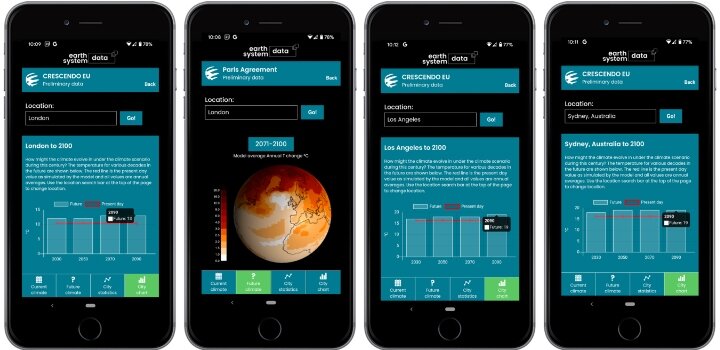 10:09
78%
earth
system
data
CRESCENDO EU
Preliminary data
Back
Location:
London
Go!
London to 2100
How might the climate evolve in under the climate scenario
during this century? The temperature for various decades in
the future are shown below. The red line is the present day
value as simulated by the model and all values are annual
averages. Use the location search bar at the top of the page
to change location.
Future
Present day
15
10
5
0
°C
2090
Future: 13
2030
2050
2070
2090
Current
climate
?
Future
climate
City
statistics
City
chart
10:08
G
78%
earth
system
data
Paris Agreement
Preliminary data
Back
Location:
London
Go!
2071-2100
Model average Annual T change °C
?
Current
climate
Future
climate
City
statistics
City
chart
10:12
G
77%
earth
system
data
CRESCENDO EU
Preliminary data
Back
Location:
Los Angeles
Go!
Los Angeles to 2100
How might the climate evolve in under the climate scenario
during this century? The temperature for various decades in
the future are shown below. The red line is the present day
value as simulated by the model and all values are annual
averages. Use the location search bar at the top of the page
to change location.
Future
Present day
20
15
10
5
0
°C
2090
Future: 19
2030
2050
2070
2090
Current
climate
?
Future
climate
City
statistics
City
chart
10:11
G
77%
earth
system
data
CRESCENDO EU
Preliminary data
Back
Location:
Sydney, Australia
Go!
Sydney, Australia to 2100
How might the climate evolve in under the climate scenario
during this century? The temperature for various decades in
the future are shown below. The red line is the present day
value as simulated by the model and all values are annual
averages. Use the location search bar at the top of the page
to change location.
Future
Present day
20
15
10
5
0
°C
2090
Future: 19
2030
2050
2070
2090
Current
climate
?
Future
climate
City
statistics
City
chart